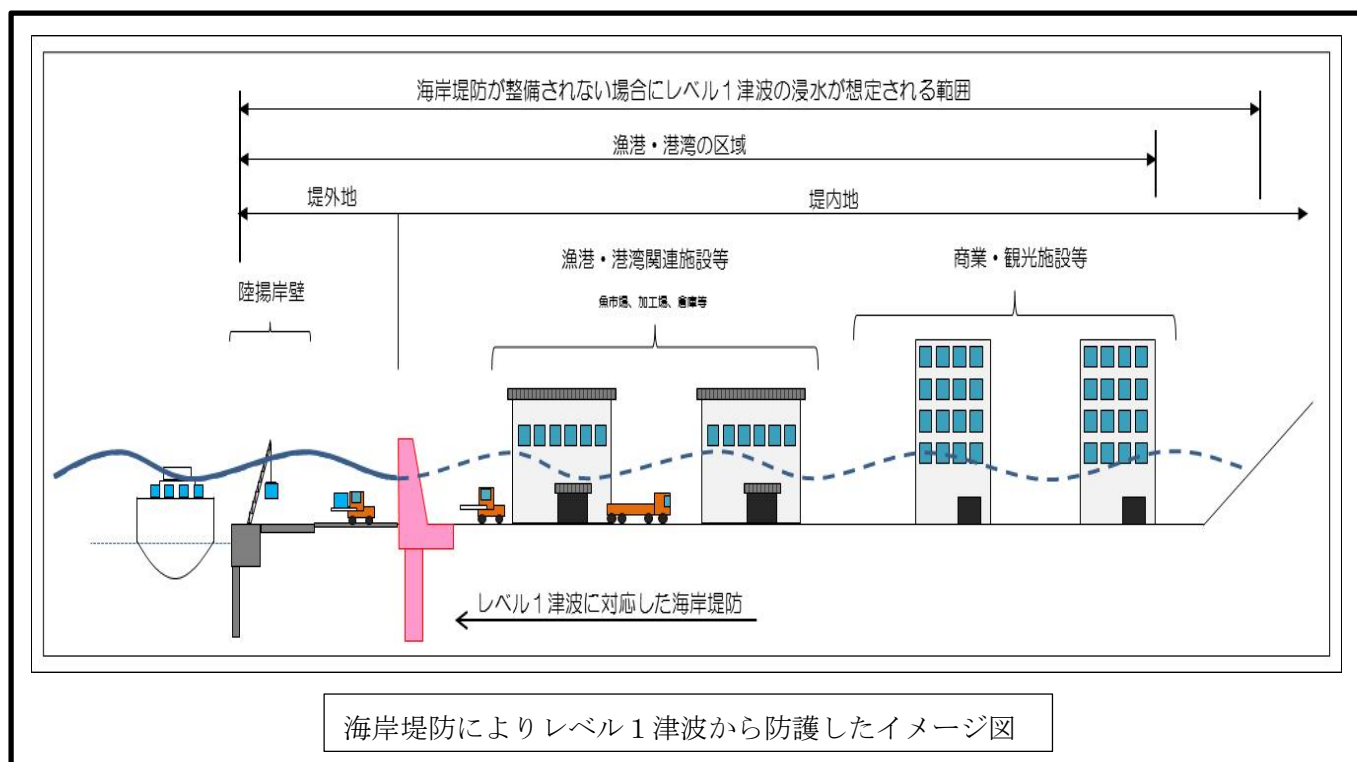 海岸堤防が整備されない場合にレベル１津波の浸水が想定される範囲
漁港・港湾の区域
堤外地
堤内地
漁港・港湾関連施設等
商業・観光施設等
陸揚岸壁
魚市場、加工場、倉庫等
レベル１津波に対応した海岸堤防
海岸堤防によりレベル１津波から防護したイメージ図